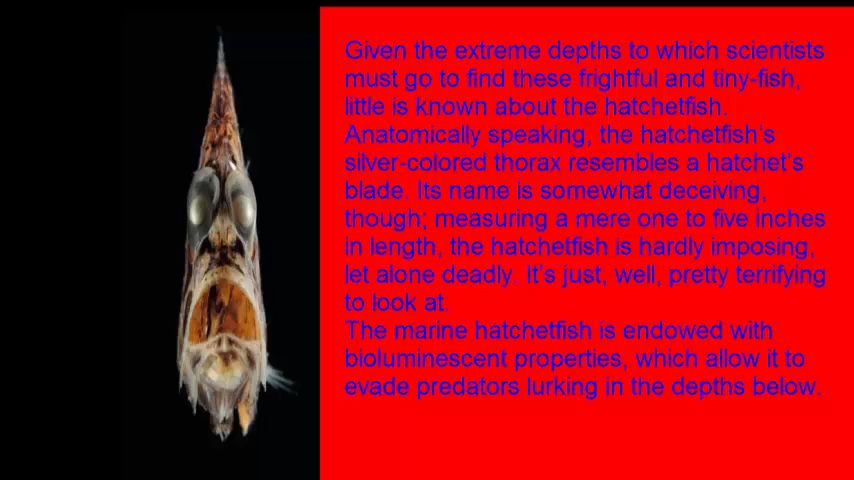 Given the extreme depths to which scientists
must go to find these frightful and tiny-fish,
little is known about the hatchetfish.
Anatomically speaking, the hatchetfish's
silver-colored thorax resembles a hatchet's
blade. Its name is somewhat deceiving,
though; measuring a mere one to five inches
in length, the hatchetfish is hardly imposing,
let alone deadly. It's just, well, pretty terrifying
to look at.
The marine hatchetfish is endowed with
bioluminescent properties, which allow it to
evade predators lurking in the depths below.